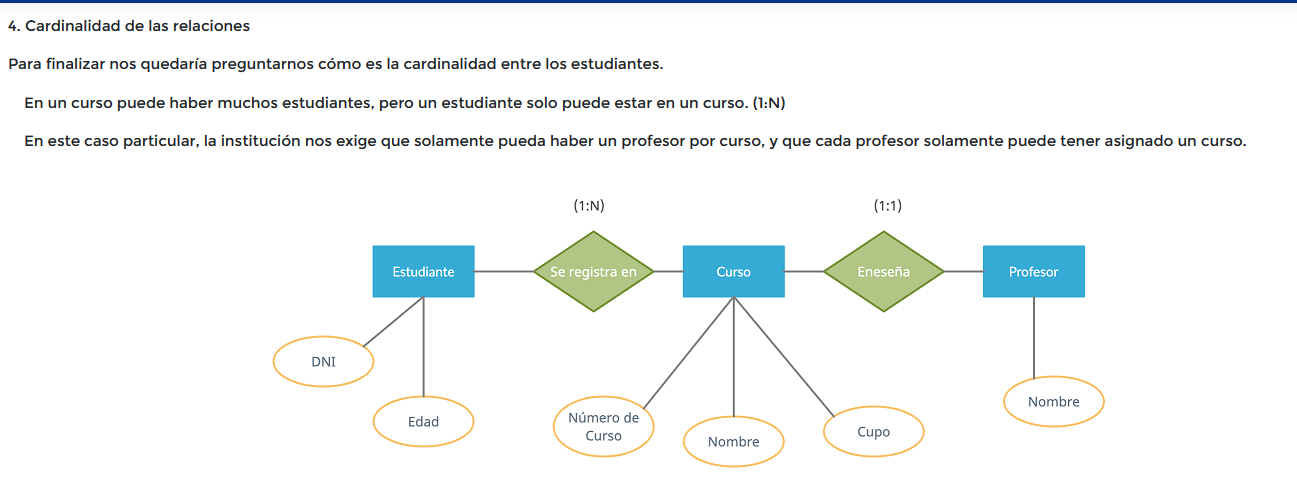 4. Cardinalidad de las relaciones
Para finalizar nos quedaría preguntarnos cómo es la cardinalidad entre los estudiantes.
En un curso puede haber muchos estudiantes, pero un estudiante solo puede estar en un curso. (1:N)
En este caso particular, la institución nos exige que solamente pueda haber un profesor por curso, y que cada profesor solamente puede tener asignado un curso.
(1:N)
(1:1)
Estudiante
Se registra en
Curso
Eneseña
Profesor
DNI
Edad
Número de
Curso
Nombre
Cupo
Nombre